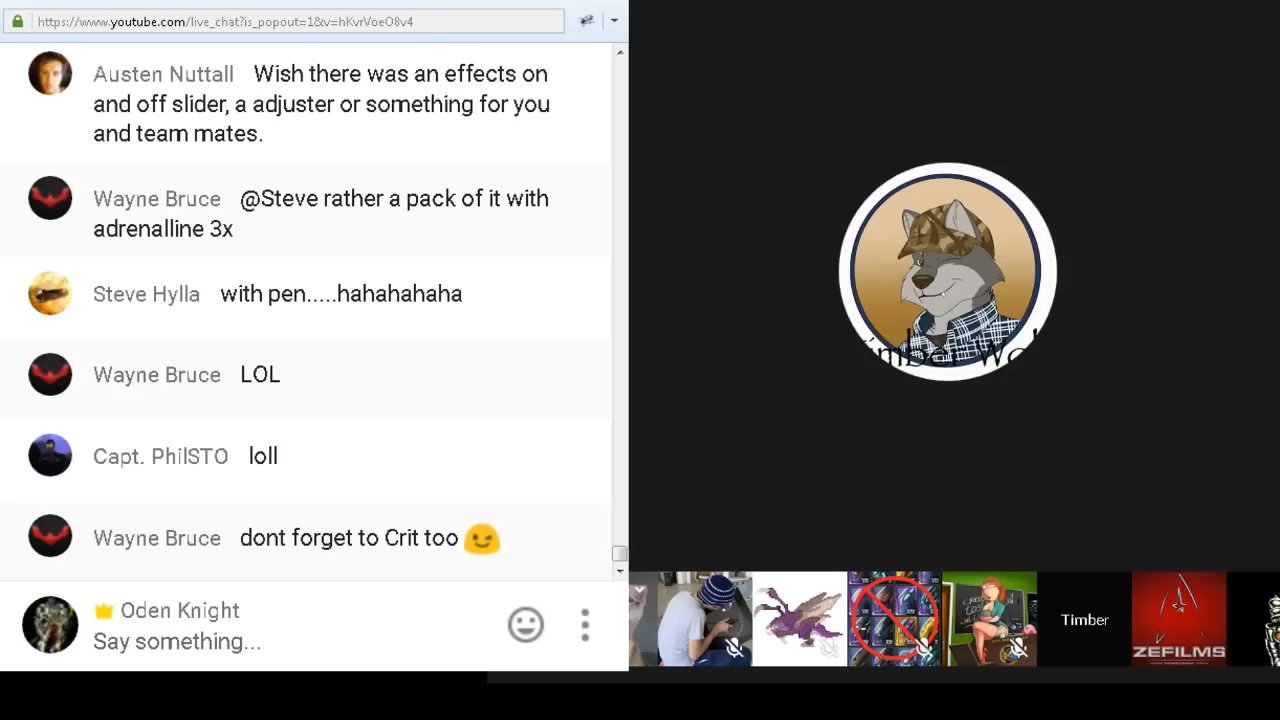 https://www.youtube.com/live_chat?is_popout=1&v=hKvrVoeO8v4
Austen Nuttall Wish there was an effects on
and off slider, a adjuster or something for you
and team mates.
Wayne Bruce @Steve rather a pack of it with
adrenalline 3x
Steve Hylla with pen.....hahahahaha
Wayne Bruce LOL
Capt. PhilSTO loll
Wayne Bruce dont forget to Crit too
Oden Knight
Say something...
Timber
ZEFILMS